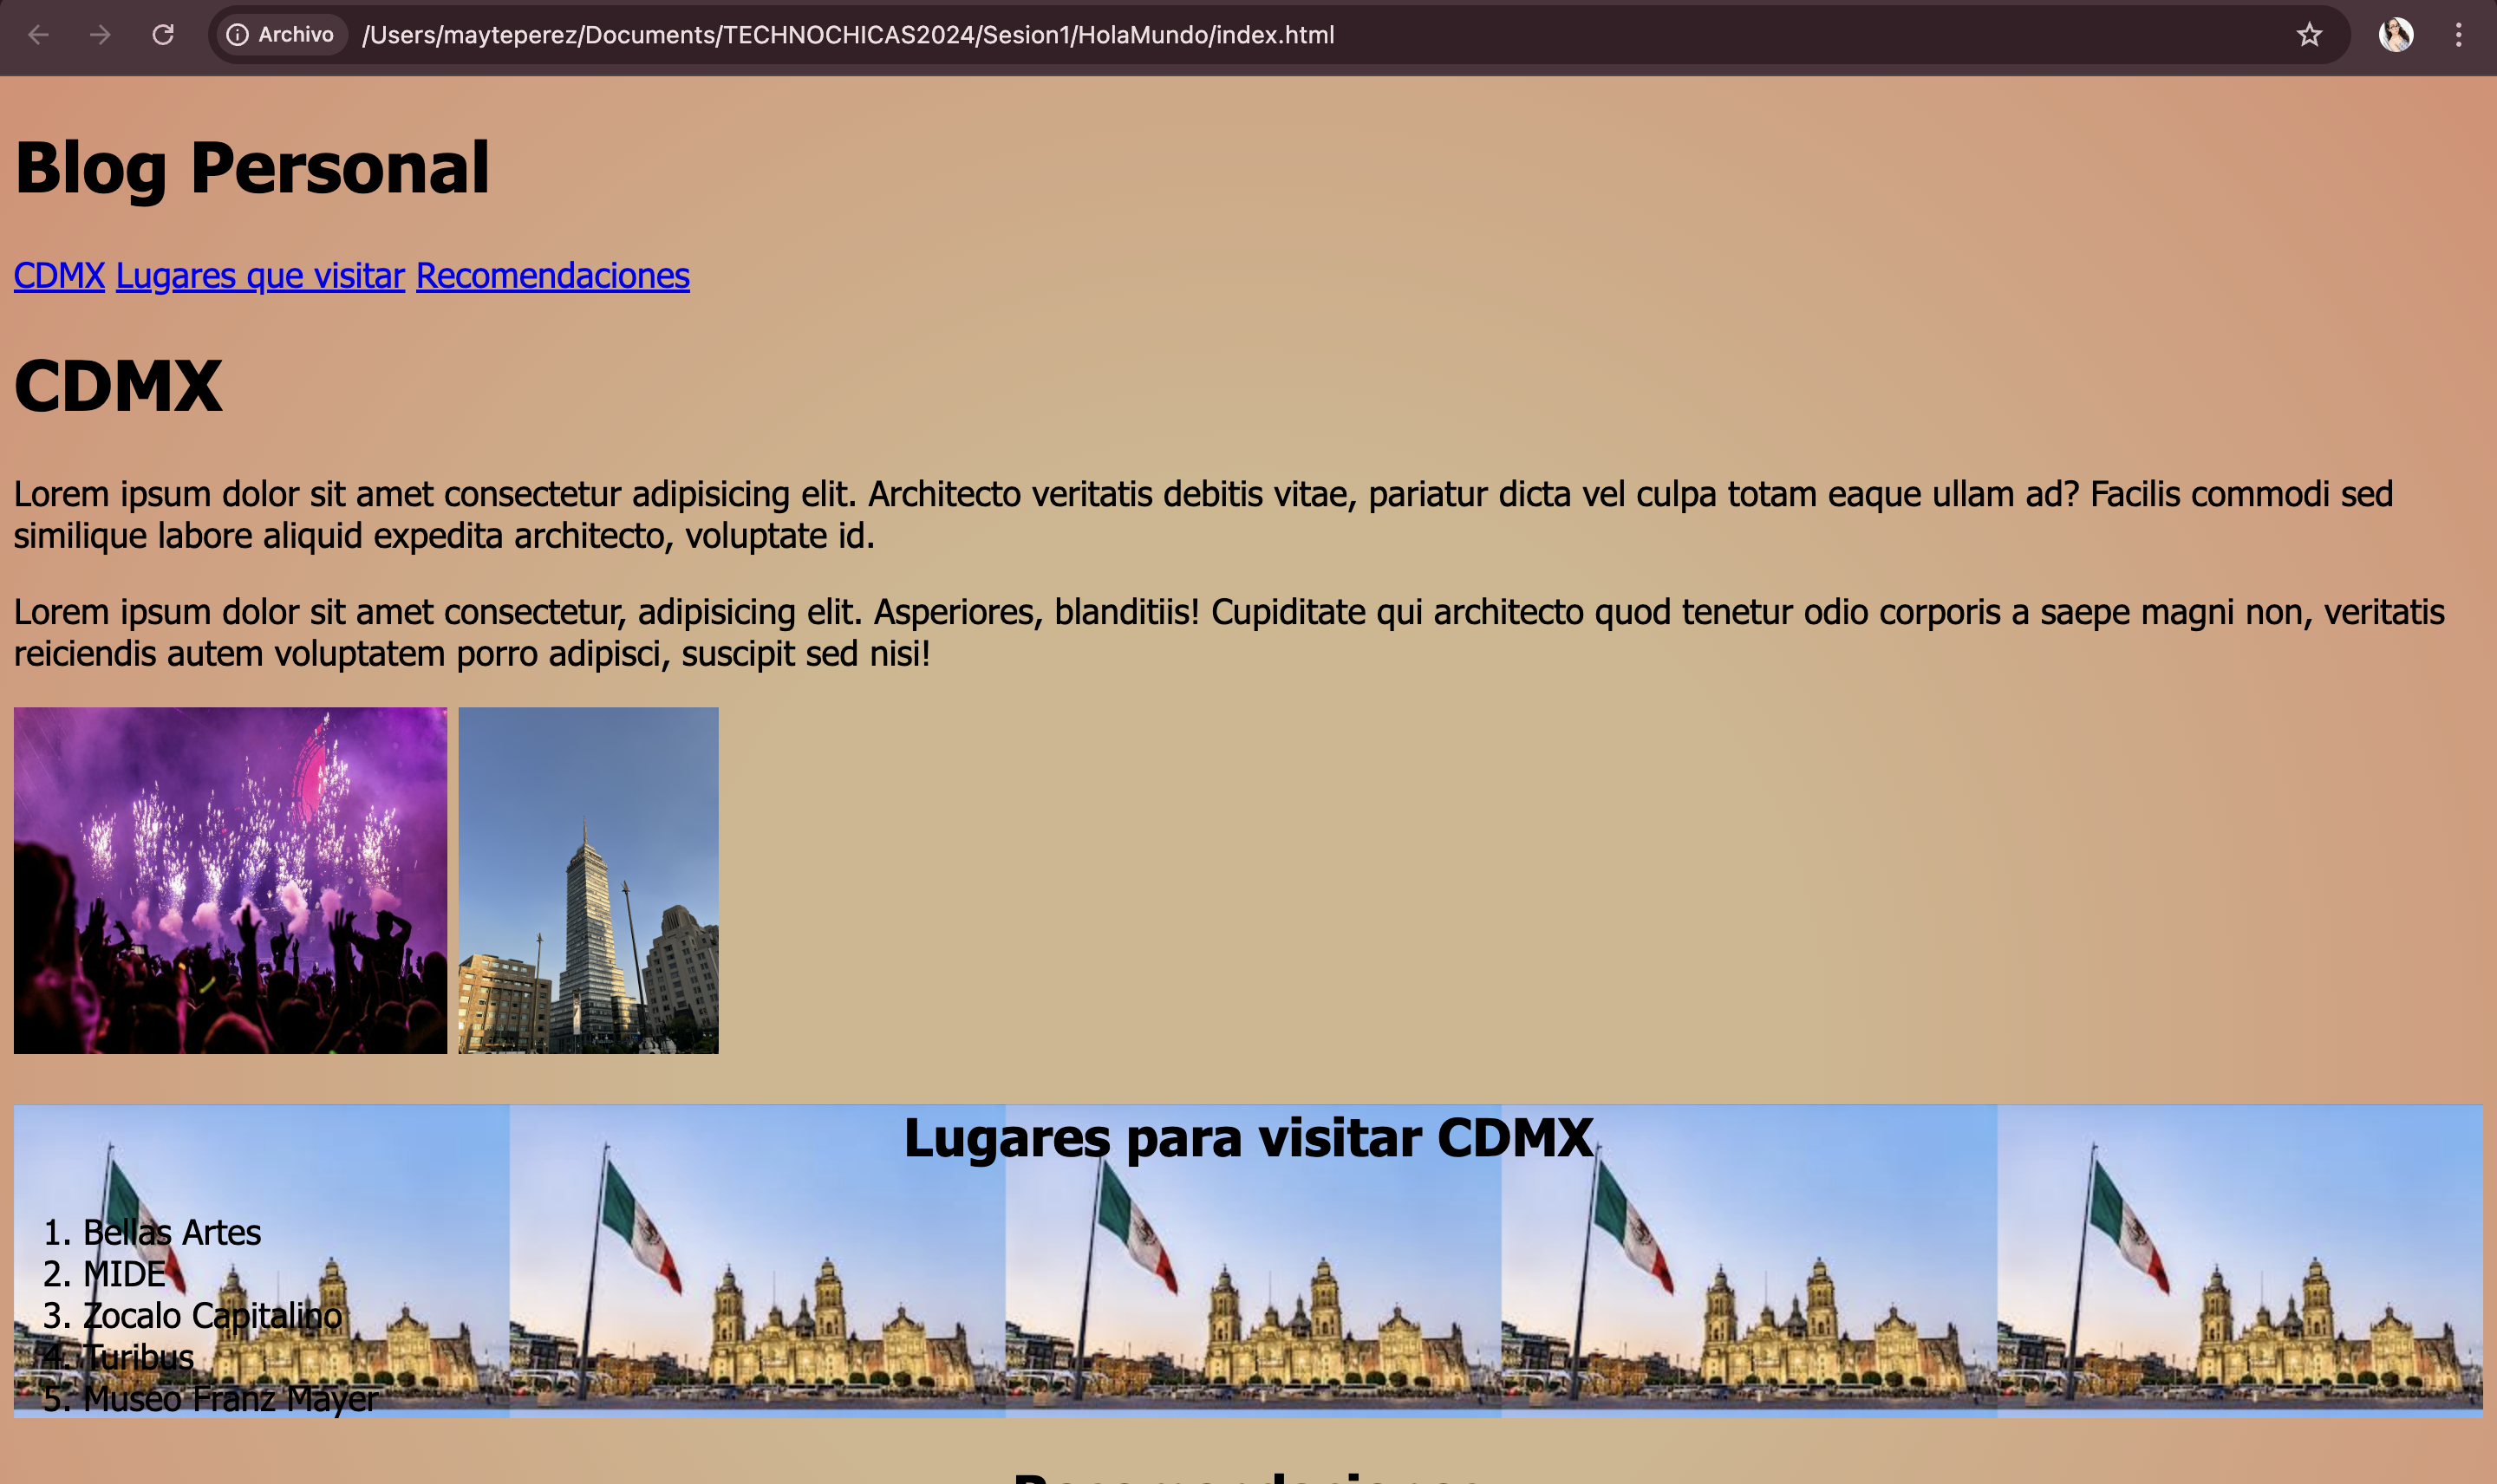 Archivo /Users/mayteperez/Documents/TECHNOCHICAS2024/Sesion1/HolaMundo/index.html
Blog Personal
CDMX Lugares que visitar Recomendaciones
CDMX
Lorem ipsum dolor sit amet consectetur adipisicing elit. Architecto veritatis debitis vitae, pariatur dicta vel culpa totam eaque ullam ad? Facilis commodi sed
similique labore aliquid expedita architecto, voluptate id.
Lorem ipsum dolor sit amet consectetur, adipisicing elit. Asperiores, blanditiis! Cupiditate qui architecto quod tenetur odio corporis a saepe magni non, veritatis
reiciendis autem voluptatem porro adipisci, suscipit sed nisi!
Lugares para visitar CDMX
1. Bellas Artes
2. MIDE
3. Zocalo Capitalino
4. Turibus
5. Museo Franz Mayer